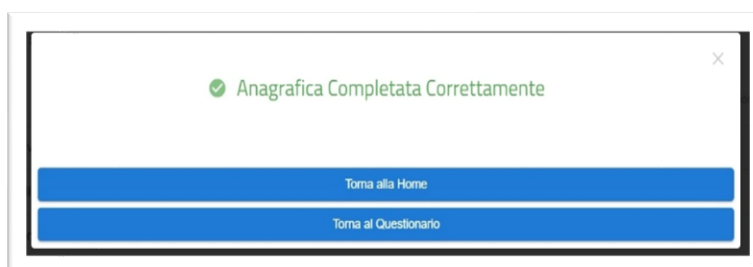 Anagrafica Completata Correttamente
Torna alla Home
Torna al Questionario